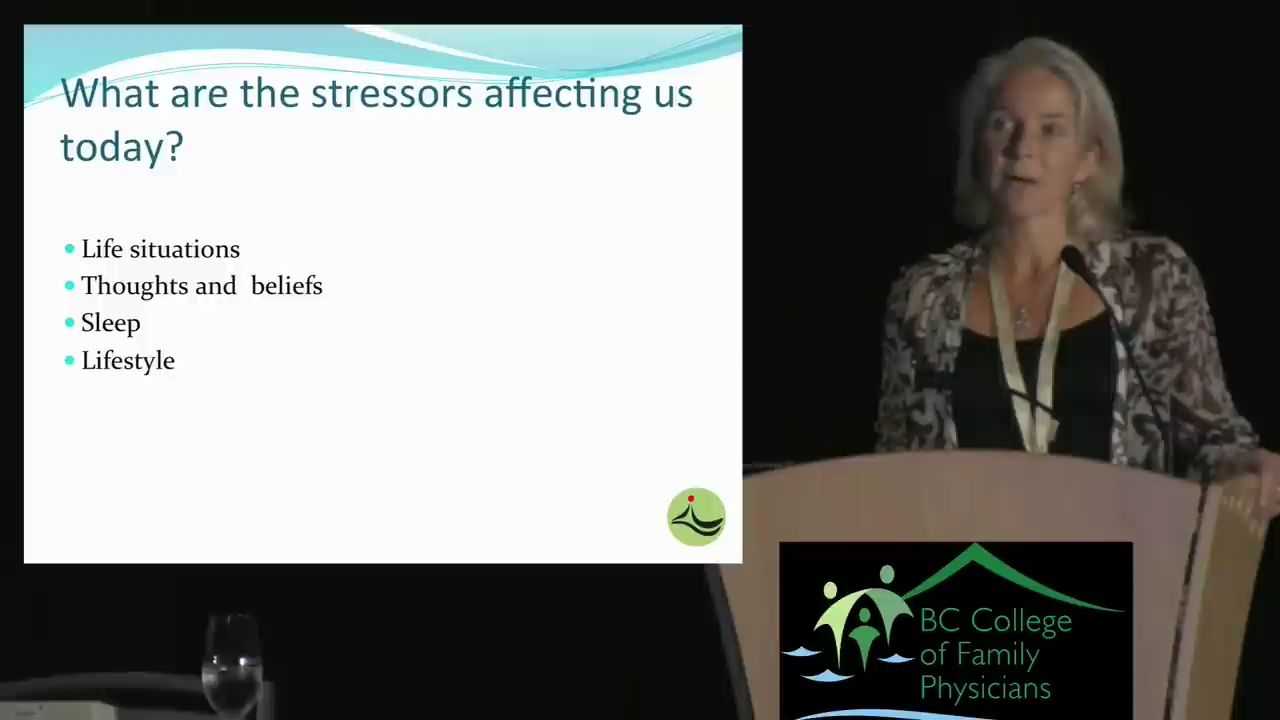 What are the stressors affecting us
today?
Life situations
Thoughts and  beliefs
Sleep
Lifestyle
BC College
of Family
Physicians